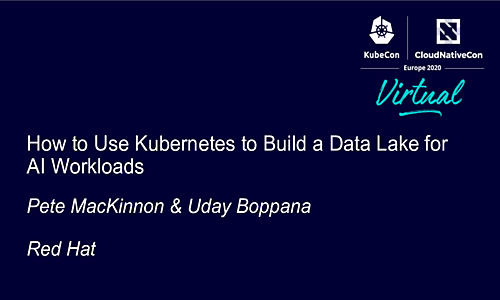 KubeCon
CloudNativeCon
Europe 2020
Virtual
How to Use Kubernetes to Build a Data Lake for
AI Workloads
Pete MacKinnon & Uday Boppana
Red Hat